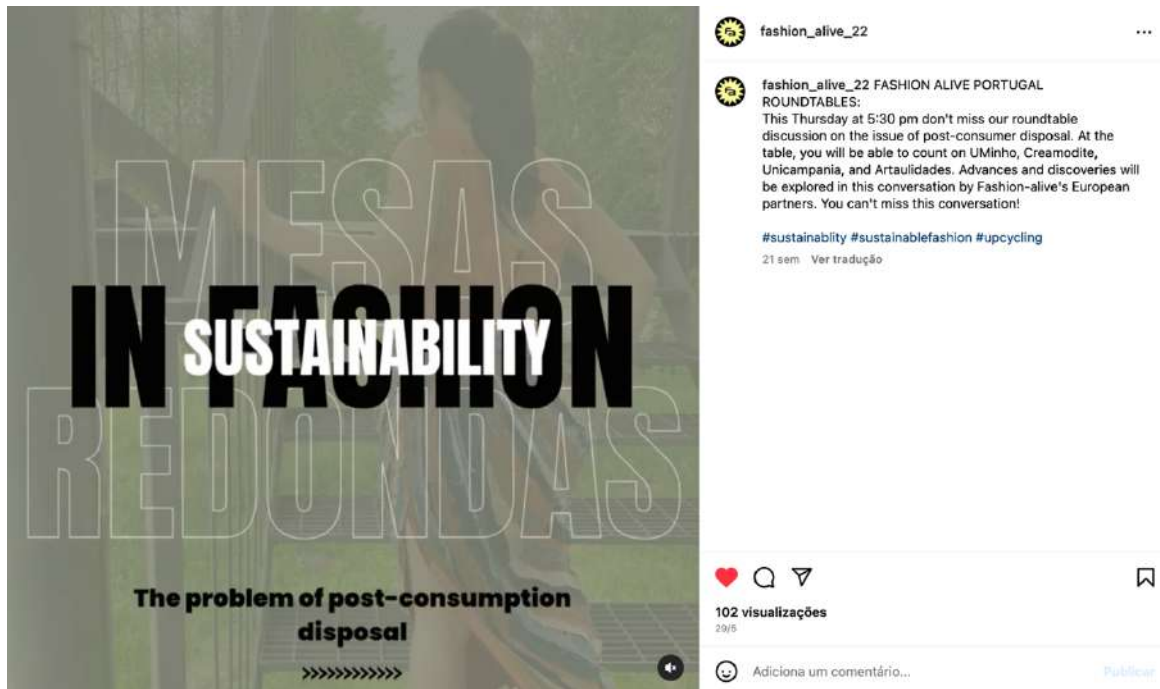 MESAS
IN FASHION
SUSTAINABILITY
REDONDAS
The problem of post-consumption
disposal
>>>>>>>>>>>>
fashion_alive_22
fashion_alive_22 FASHION ALIVE PORTUGAL
ROUNDTABLES:
This Thursday at 5:30 pm don't miss our roundtable
discussion on the issue of post-consumer disposal. At the
table, you will be able to count on UMinho, Creamodite,
Unicampania, and Artaulidades. Advances and discoveries will
be explored in this conversation by Fashion-alive's European
partners. You can't miss this conversation!
#sustainablity #sustainablefashion #upcycling
21 sem Ver tradução
102 visualizações
29/5
Adiciona um comentário...
Publicar